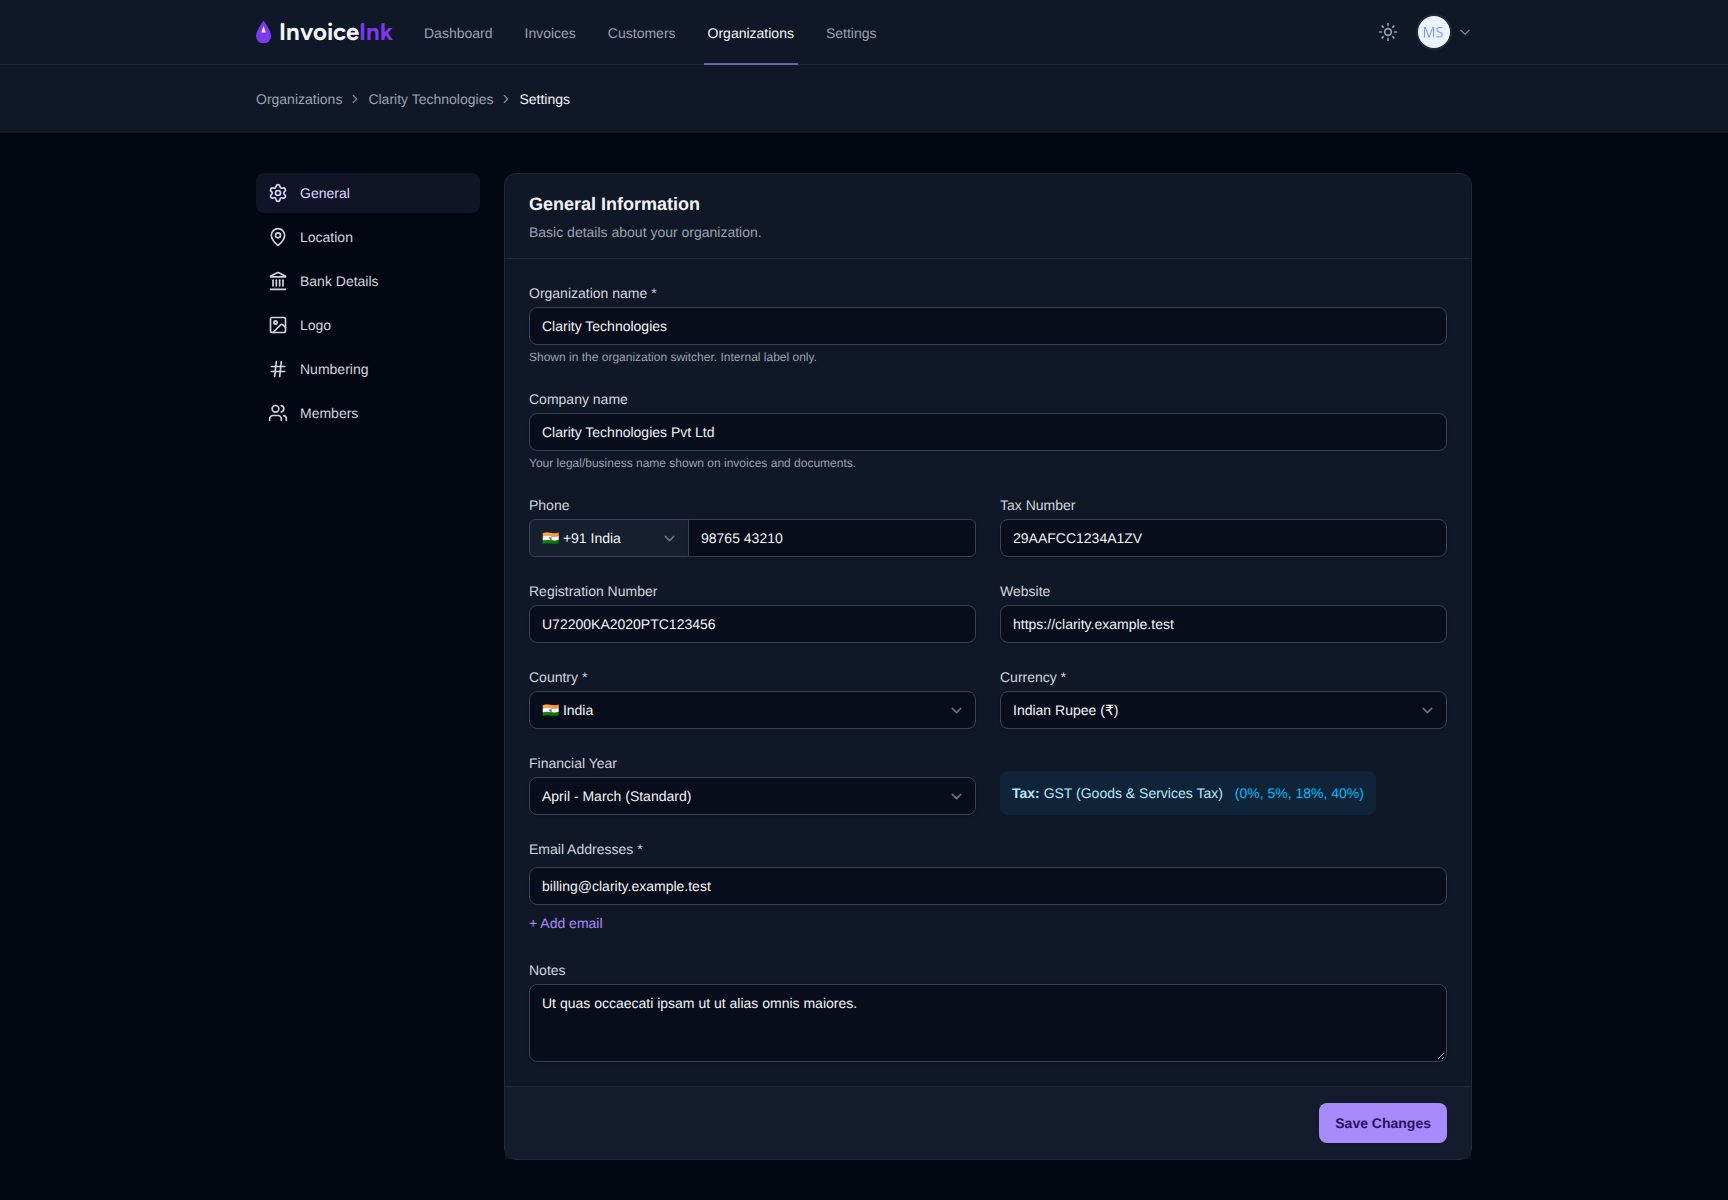 InvoiceInk Dashboard Invoices Customers Organizations Settings MS
Organizations Clarity Technologies Settings
General
Location
Bank Details
Logo
Numbering
Members
General Information
Basic details about your organization.
Organization name *
Clarity Technologies
Shown in the organization switcher. Internal label only.
Company name
Clarity Technologies Pvt Ltd
Your legal/business name shown on invoices and documents.
Phone Tax Number
🇮🇳 +91 India 98765 43210 29AAFCC1234A1ZV
Registration Number Website
U72200KA2020PTC123456 https://clarity.example.test
Country * Currency *
🇮🇳 India Indian Rupee (₹)
Financial Year
April - March (Standard) Tax: GST (Goods & Services Tax) (0%, 5%, 18%, 40%)
Email Addresses *
billing@clarity.example.test
+ Add email
Notes
Ut quas occaecati ipsam ut ut alias omnis maiores.
Save Changes